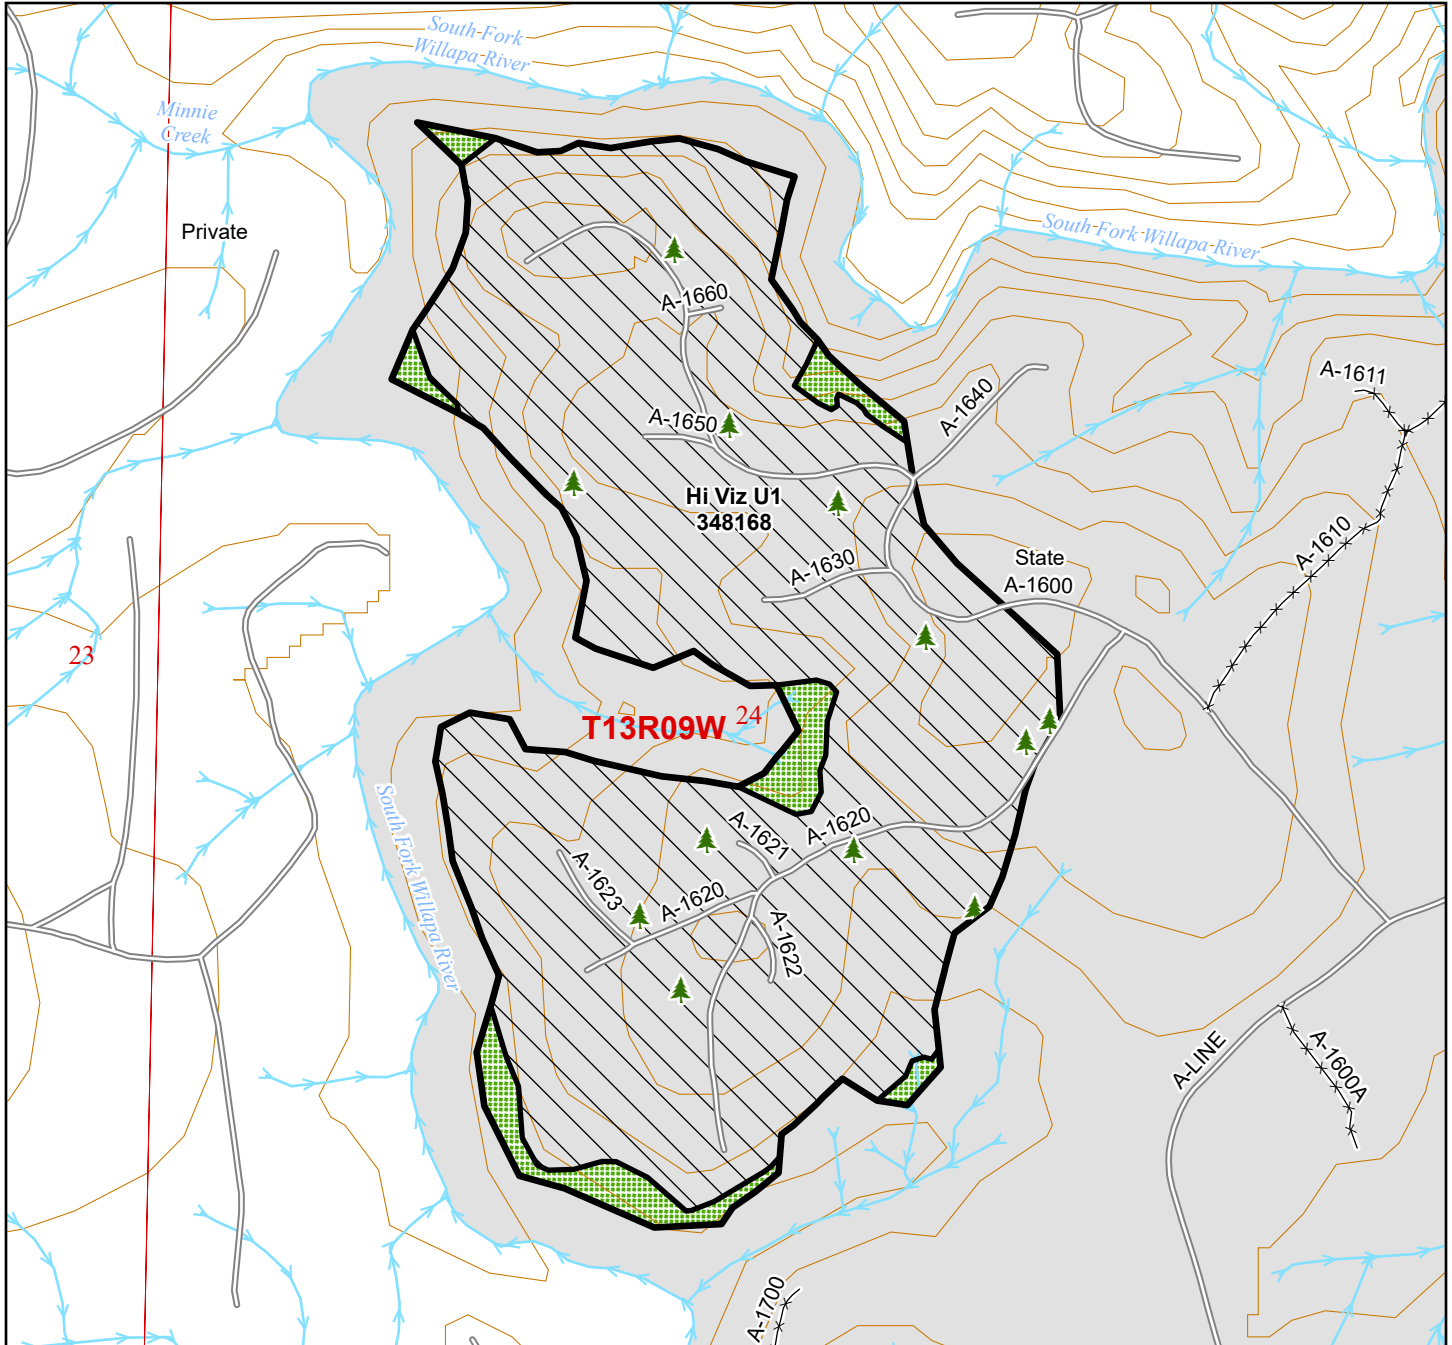 South Fork
Willapa River
Minnie
Creek
Private
South Fork Willapa River
A-1660
A-1611
A-1640
A-1650
Hi Viz U1
348168
A-1610
State
A-1600
A-1630
23
T13R09W
24
South Fork Willapa River
A-1621
A-1620
A-1623
A-1620
A-1622
A-LINE
A-1600A
A-1700